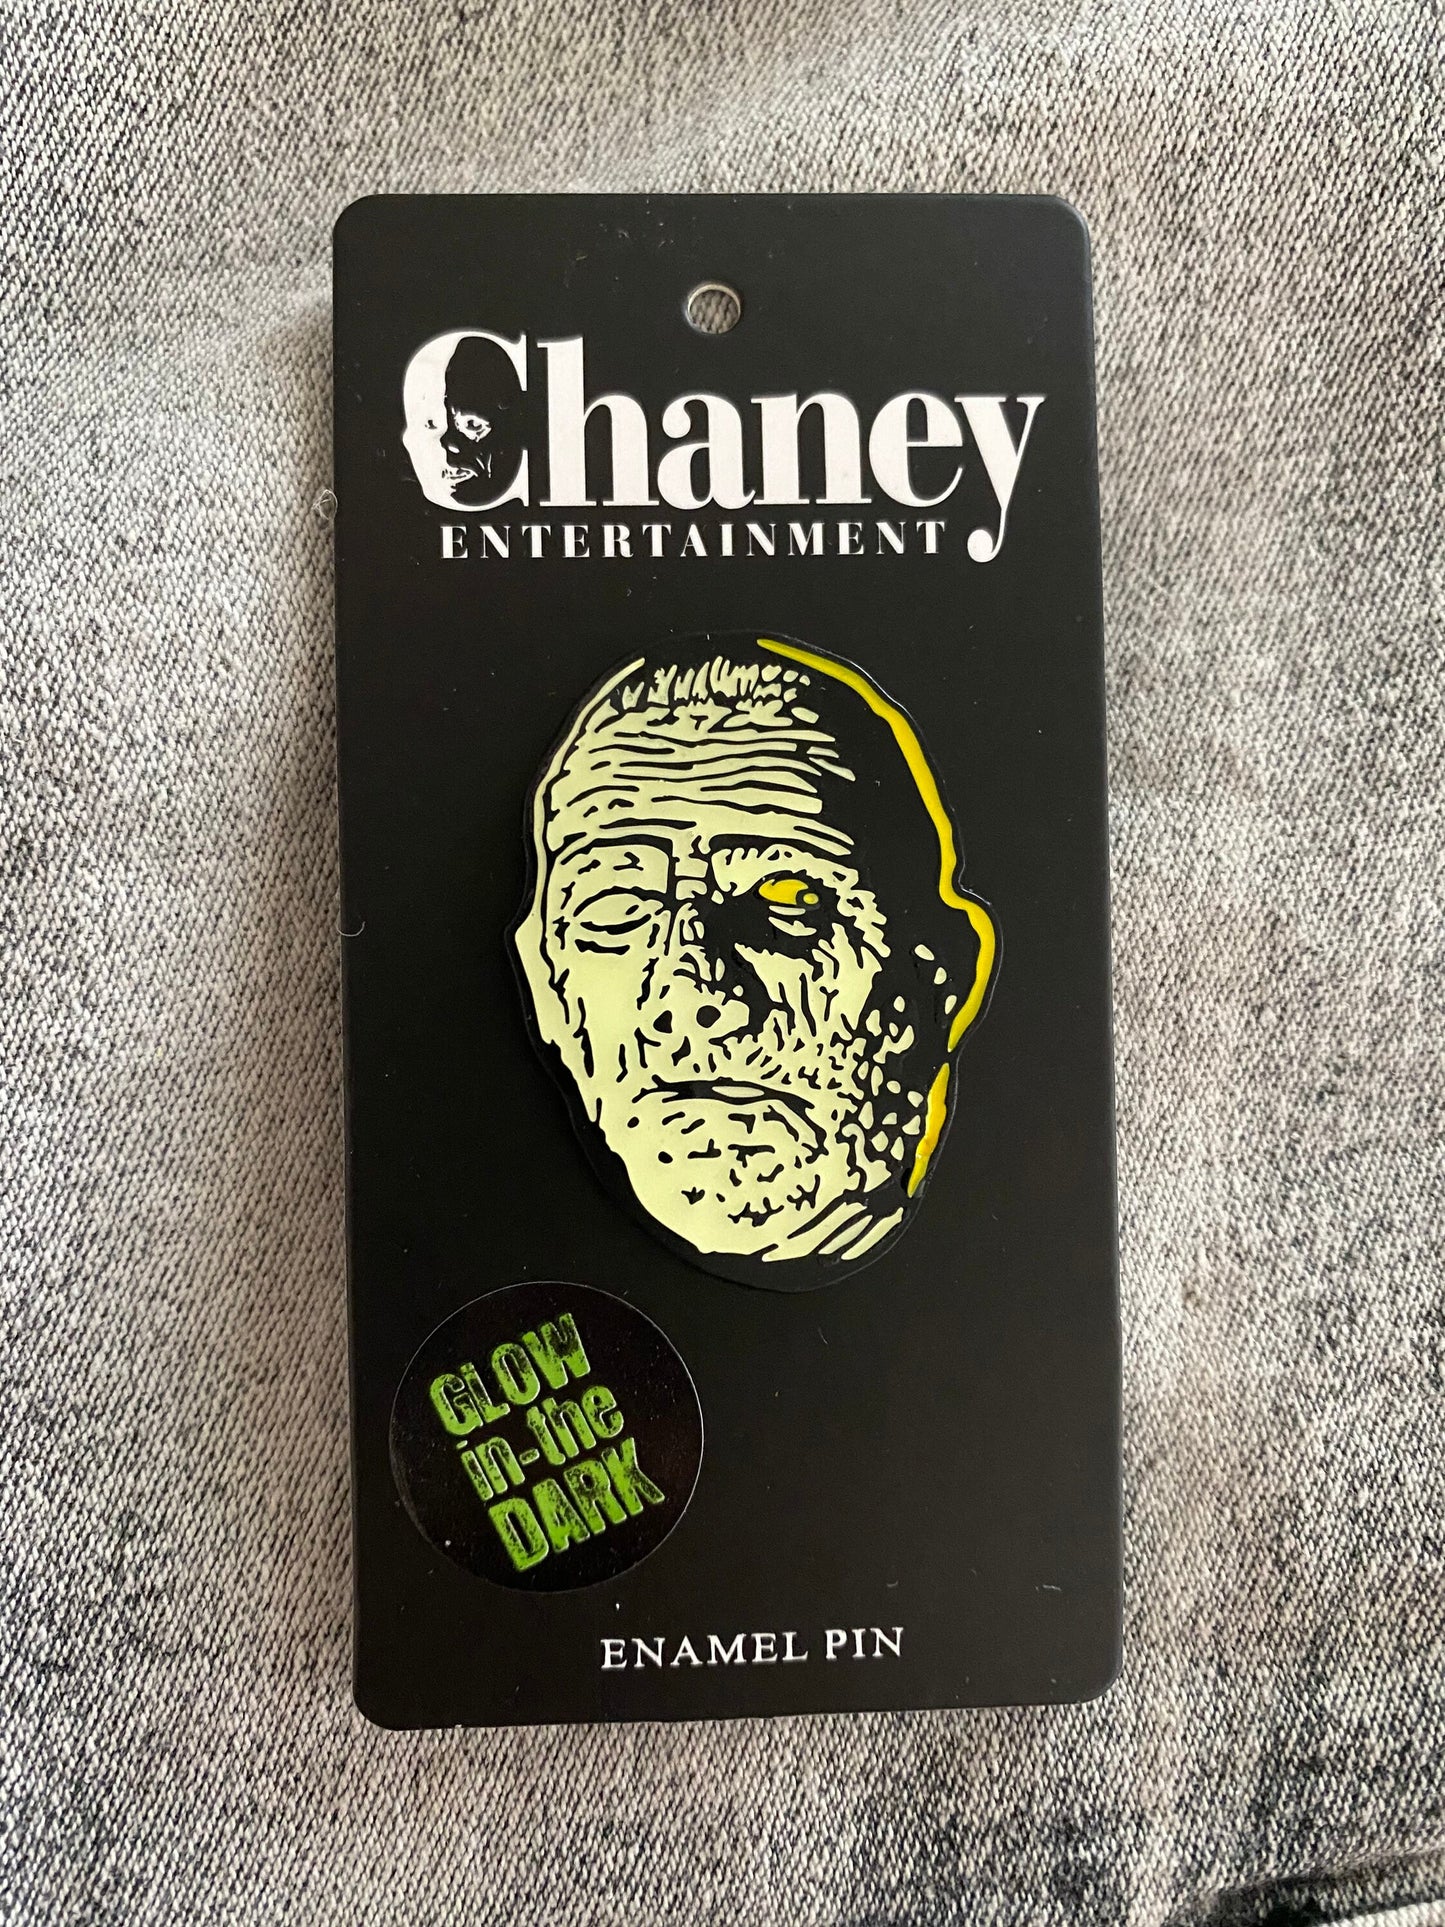 Chaney
ENTERTAINMENT
GLOW
in-the
DARK
ENAMEL PIN